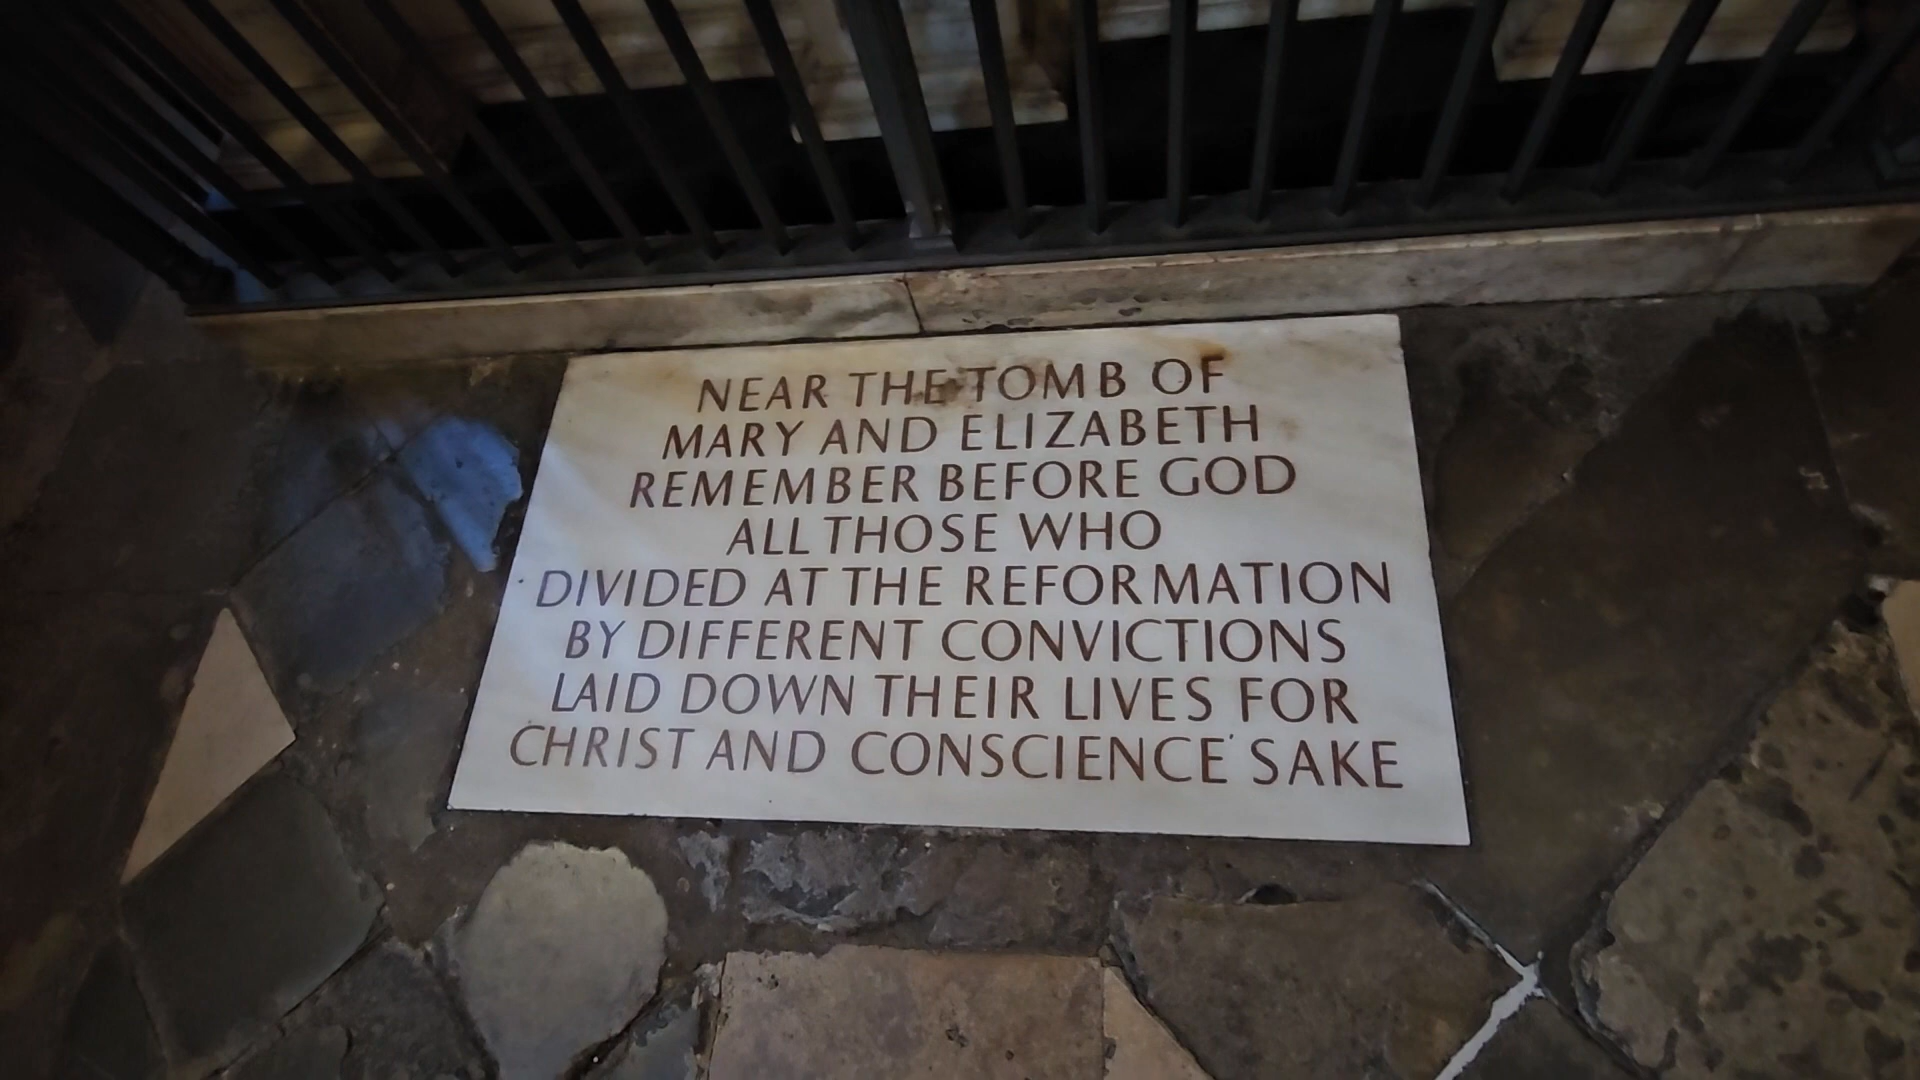 NEAR THE TOMB OF
MARY AND ELIZABETH
REMEMBER BEFORE GOD
ALL THOSE WHO
DIVIDED AT THE REFORMATION
BY DIFFERENT CONVICTIONS
LAID DOWN THEIR LIVES FOR
CHRIST AND CONSCIENCE' SAKE